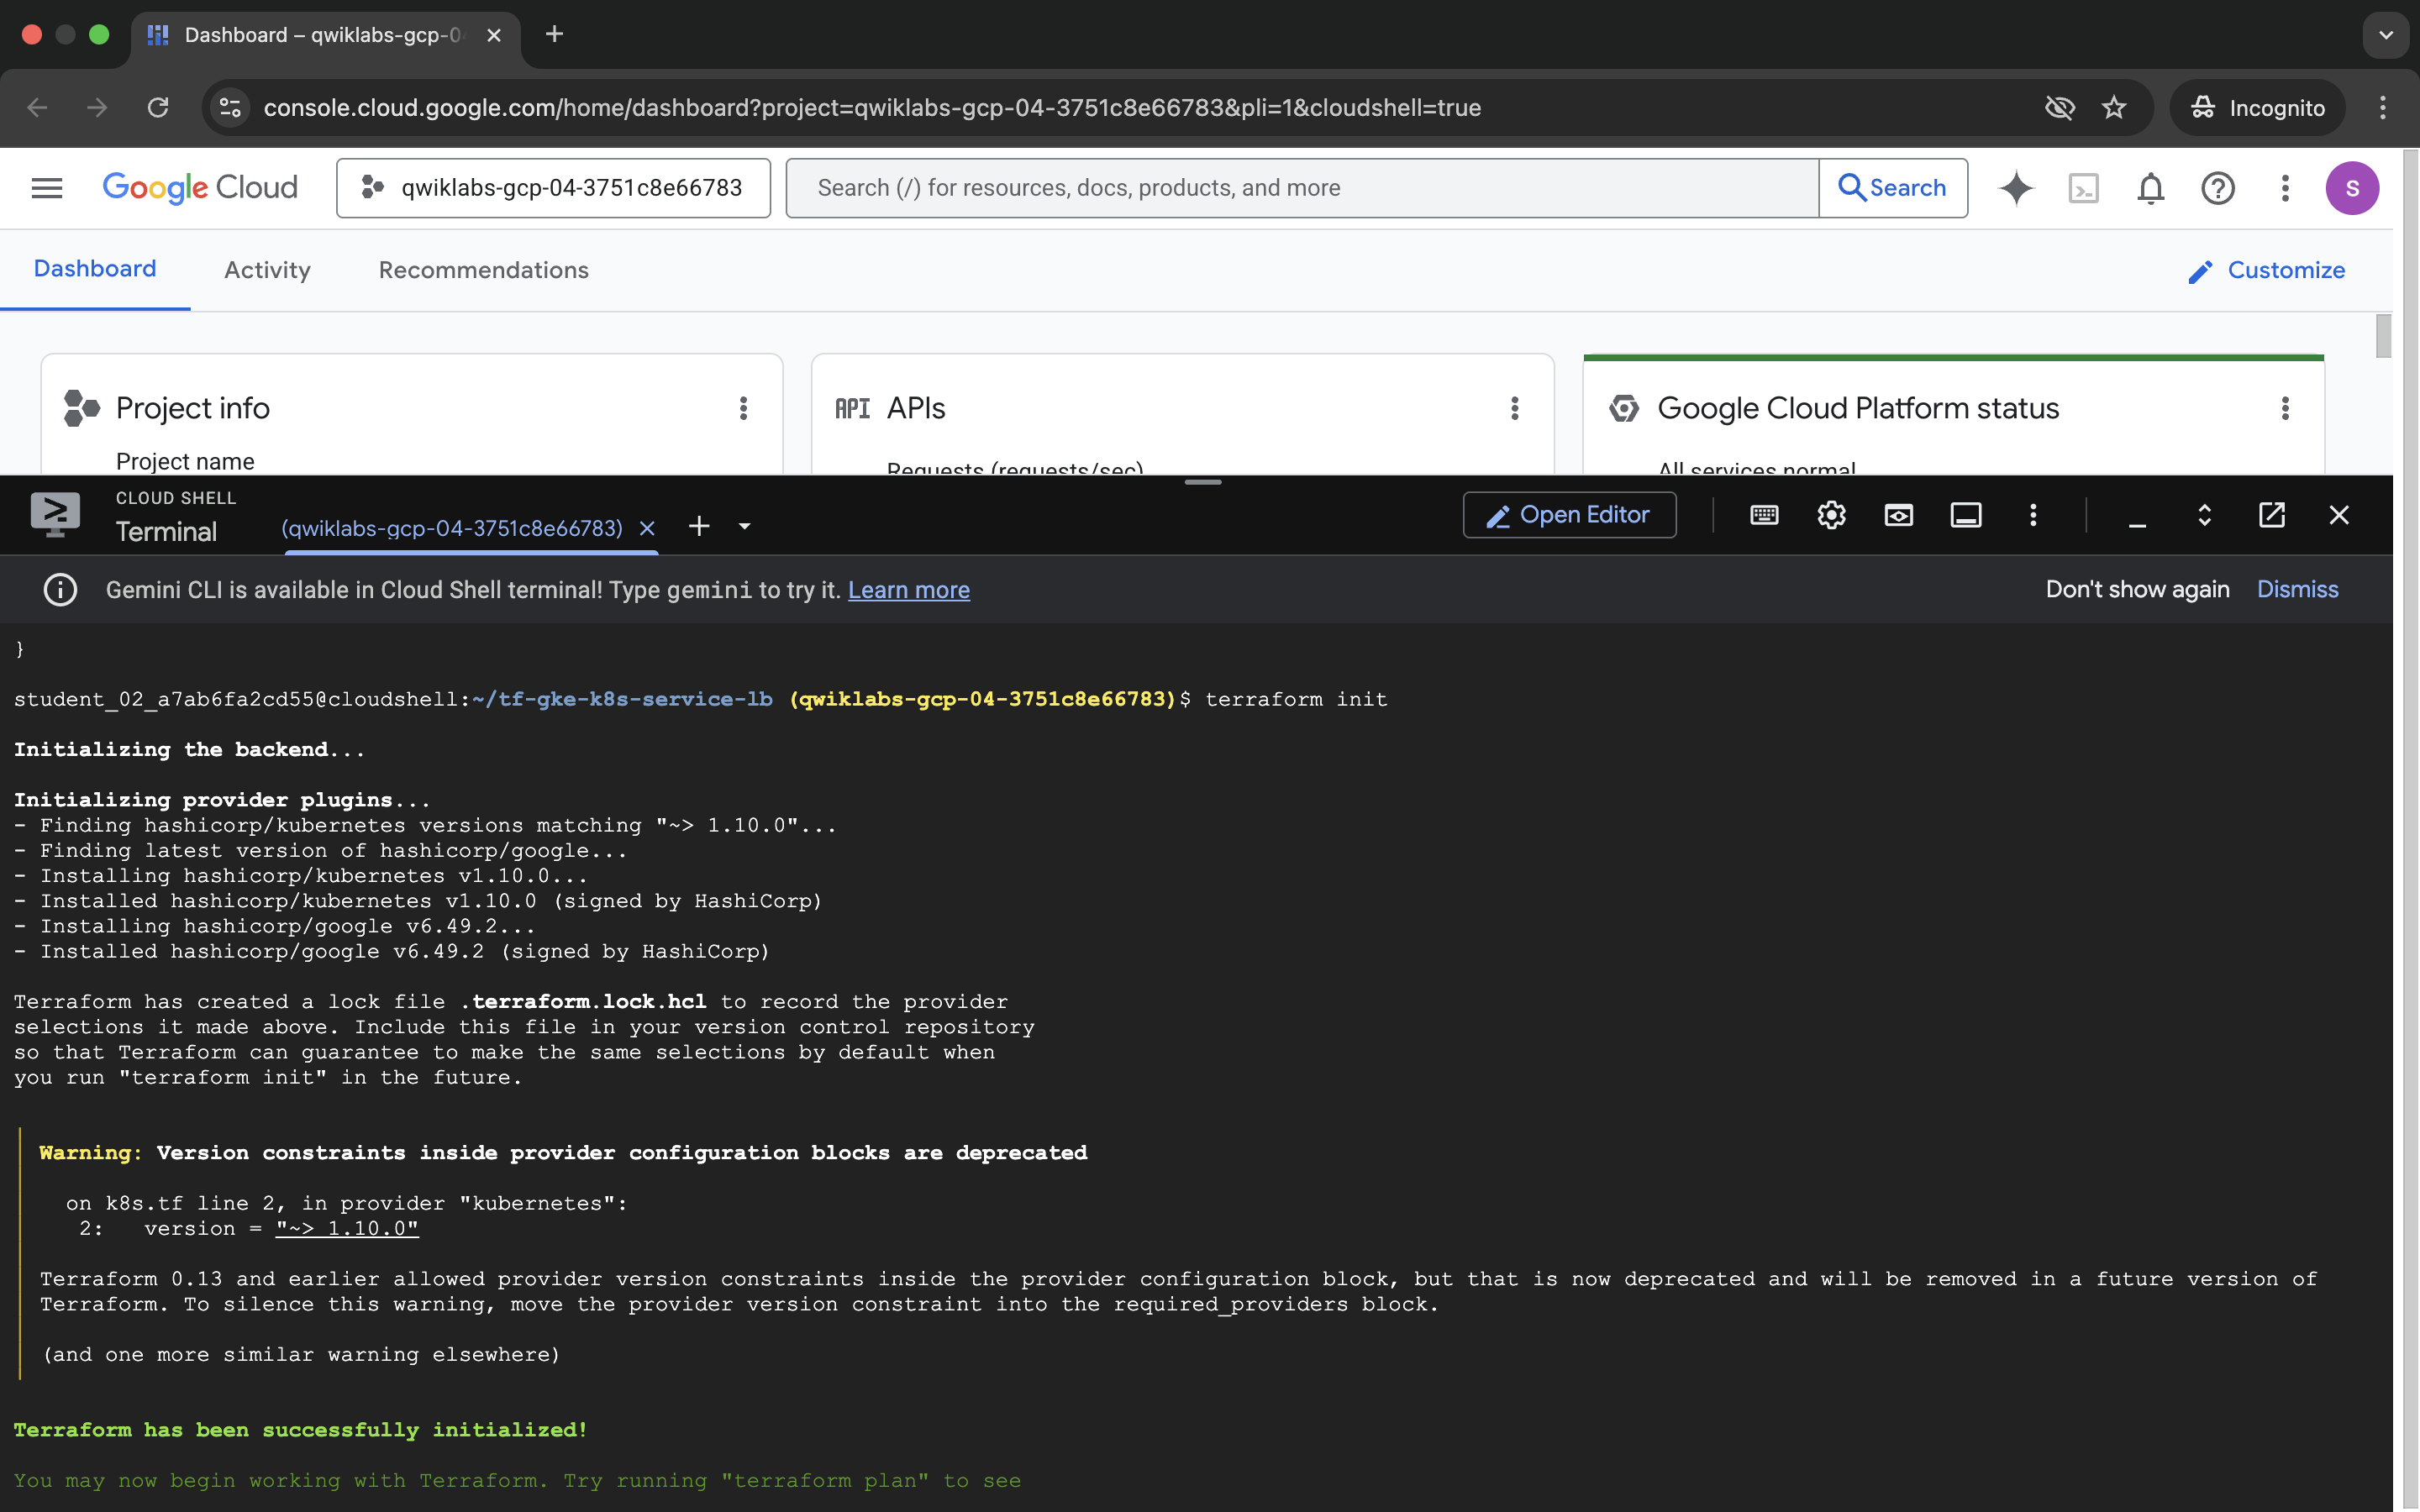 Dashboard – qwiklabs-gcp-0
console.cloud.google.com/home/dashboard?project=qwiklabs-gcp-04-3751c8e66783&pli=1&cloudshell=true
Incognito
Google Cloud
qwiklabs-gcp-04-3751c8e66783
Search (/) for resources, docs, products, and more
Search
S
Dashboard
Activity
Recommendations
Customize
Project info
API APIs
Google Cloud Platform status
Project name
Requests (requests/sec)
All services normal
CLOUD SHELL
Terminal
(qwiklabs-gcp-04-3751c8e66783)
Open Editor
Gemini CLI is available in Cloud Shell terminal! Type gemini to try it. Learn more
Don't show again
Dismiss
}
student_02_a7ab6fa2cd55@cloudshell:~/tf-gke-k8s-service-lb (qwiklabs-gcp-04-3751c8e66783)$ terraform init
Initializing the backend...
Initializing provider plugins...
- Finding hashicorp/kubernetes versions matching "~> 1.10.0"...
- Finding latest version of hashicorp/google...
- Installing hashicorp/kubernetes v1.10.0...
- Installed hashicorp/kubernetes v1.10.0 (signed by HashiCorp)
- Installing hashicorp/google v6.49.2...
- Installed hashicorp/google v6.49.2 (signed by HashiCorp)
Terraform has created a lock file .terraform.lock.hcl to record the provider
selections it made above. Include this file in your version control repository
so that Terraform can guarantee to make the same selections by default when
you run "terraform init" in the future.
Warning: Version constraints inside provider configuration blocks are deprecated
on k8s.tf line 2, in provider "kubernetes":
2: version = "~> 1.10.0"
Terraform 0.13 and earlier allowed provider version constraints inside the provider configuration block, but that is now deprecated and will be removed in a future version of
Terraform. To silence this warning, move the provider version constraint into the required_providers block.
(and one more similar warning elsewhere)
Terraform has been successfully initialized!
You may now begin working with Terraform. Try running "terraform plan" to see